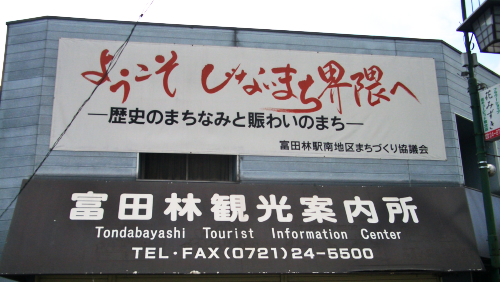 ようこそ じないまち界隈へ
―歴史のまちなみと賑わいのまち―
富田林駅南地区まちづくり協議会
富田林観光案内所
Tondabayashi Tourist Information Center
TEL・FAX(0721)24-5500